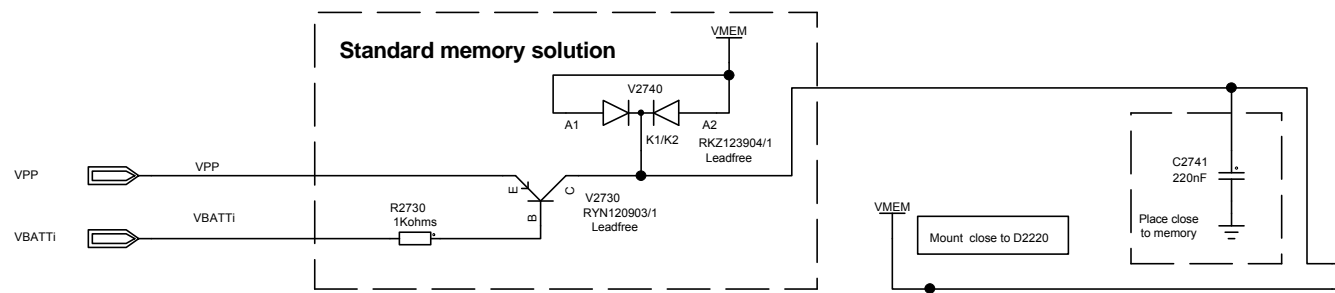 Standard memory solution
VMEM
V2740
A1
A2
K1/K2
RKZ123904/1
Leadfree
VPP
VPP
E
C
B
V2730
RYN120903/1
Leadfree
VBATTi
VBATTi
R2730
1Kohms
VMEM
Mount close to D2220
C2741
220nF
Place close
to memory